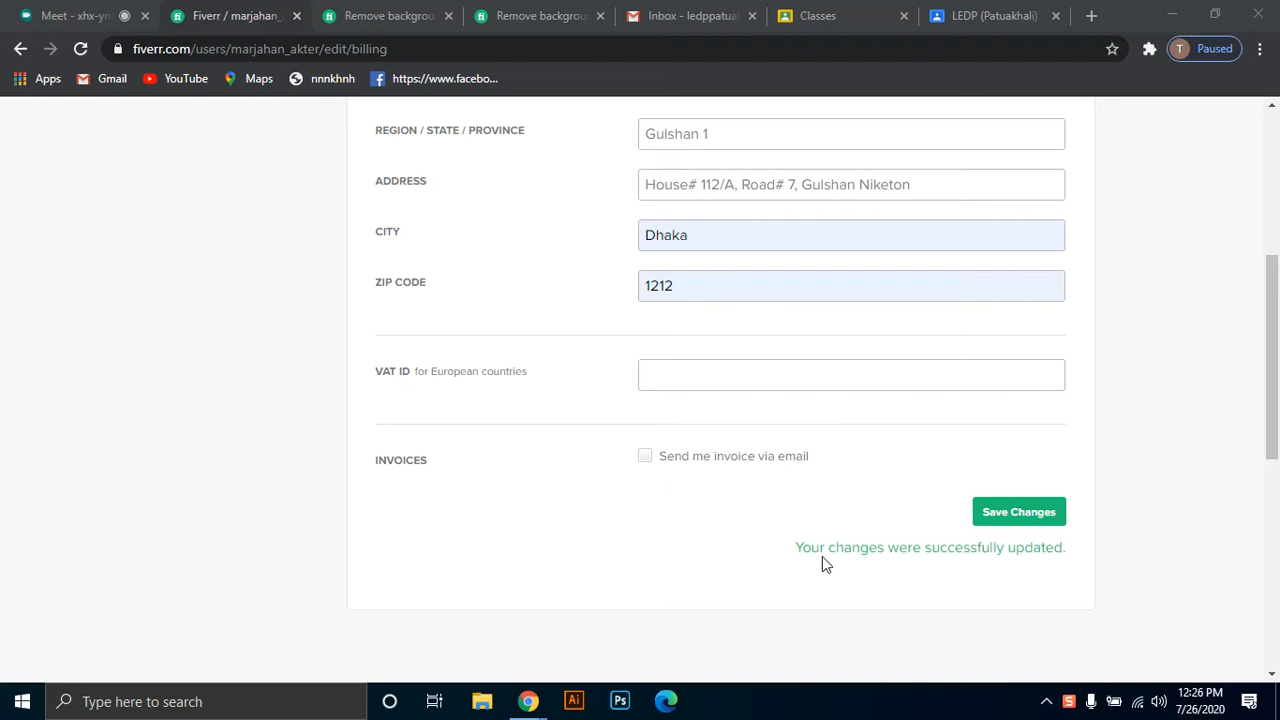 Meet - xhx-yr
Fiverr / marjahan_
Remove backgrou
Remove backgrou
Inbox - ledppatua
Classes
LEDP (Patuakhali)
fiverr.com/users/marjahan_akter/edit/billing
T Paused
Apps
Gmail
YouTube
Maps
nnnkhnh
https://www.facebo...
REGION / STATE / PROVINCE
Gulshan 1
ADDRESS
House# 112/A, Road# 7, Gulshan Niketon
CITY
Dhaka
ZIP CODE
1212
VAT ID for European countries
INVOICES
Send me invoice via email
Save Changes
Your changes were successfully updated.
Type here to search
Ai
Ps
12:26 PM
7/26/2020